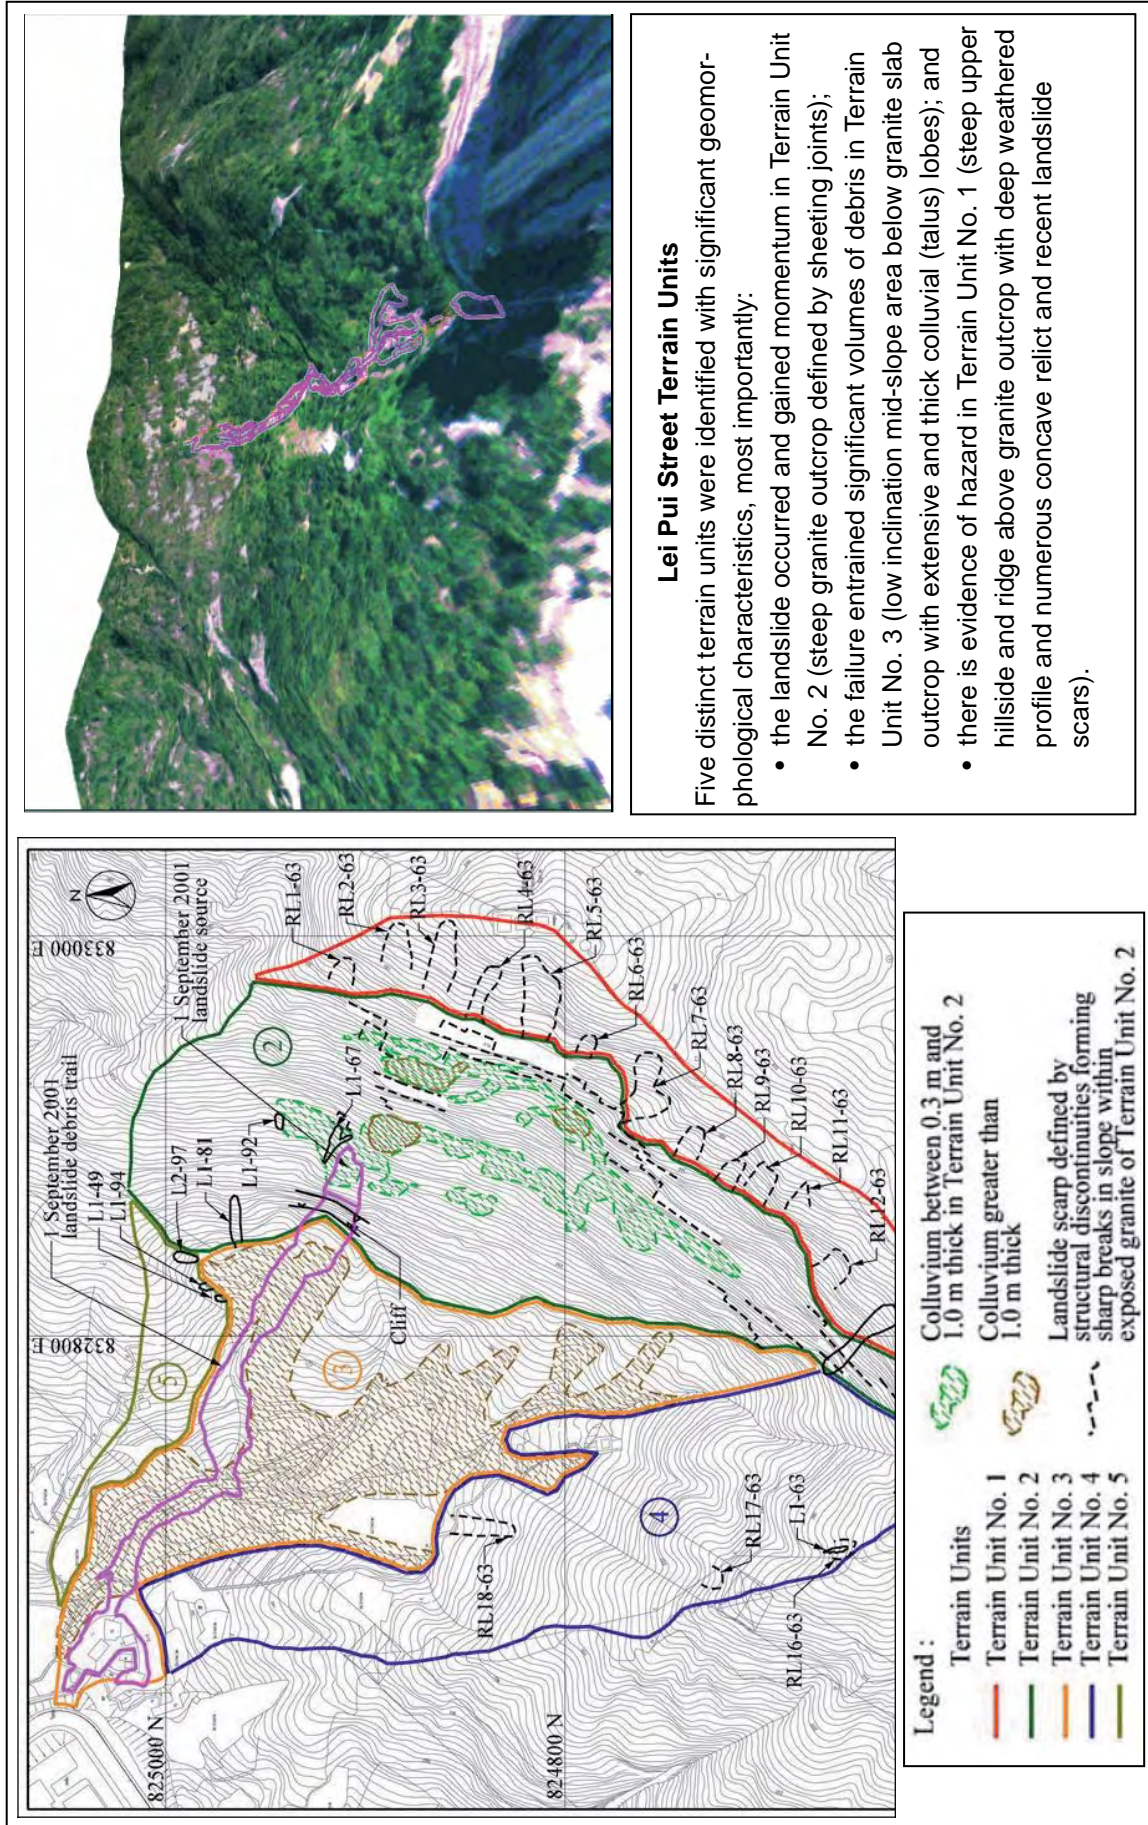 1 September 2001
landslide debris trail
L1-49
L1-94
L2-97
L1-81
L1-92
1 September 2001
landslide source
L1-67
N
833000 E
832800 E
825000 N
824800 N
RL1-63
RL2-63
RL3-63
RL4-63
RL5-63
RL6-63
RL7-63
RL8-63
RL9-63
RL10-63
RL11-63
RL12-63
Cliff
2
3
4
5
RL18-63
RL17-63
L1-63
RL16-63
Legend :
Terrain Units
Terrain Unit No. 1
Terrain Unit No. 2
Terrain Unit No. 3
Terrain Unit No. 4
Terrain Unit No. 5
Colluvium between 0.3 m and
1.0 m thick in Terrain Unit No. 2
Colluvium greater than
1.0 m thick
Landslide scarp defined by
structural discontinuities forming
sharp breaks in slope within
exposed granite of Terrain Unit No. 2
Lei Pui Street Terrain Units
Five distinct terrain units were identified with significant geomor-
phological characteristics, most importantly:
• the landslide occurred and gained momentum in Terrain Unit
No. 2 (steep granite outcrop defined by sheeting joints);
• the failure entrained significant volumes of debris in Terrain
Unit No. 3 (low inclination mid-slope area below granite slab
outcrop with extensive and thick colluvial (talus) lobes); and
• there is evidence of hazard in Terrain Unit No. 1 (steep upper
hillside and ridge above granite outcrop with deep weathered
profile and numerous concave relict and recent landslide
scars).